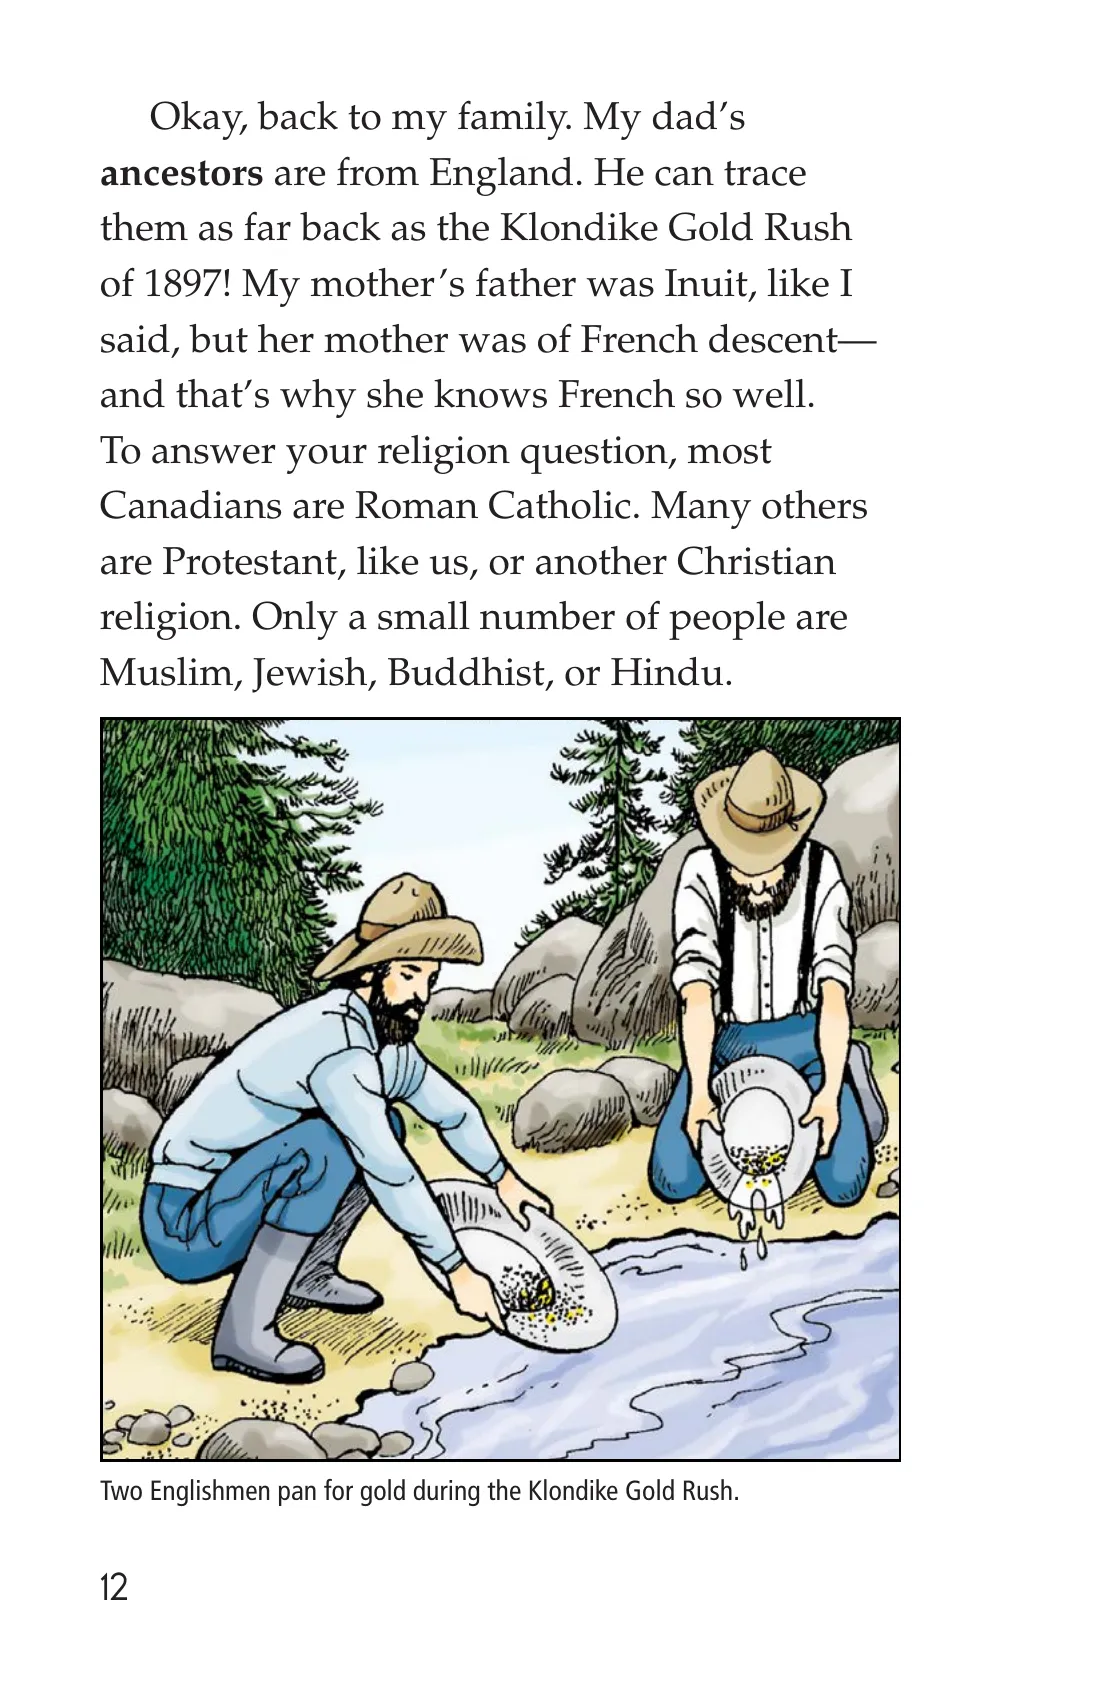 Okay, back to my family. My dad’s
ancestors are from England. He can trace
them as far back as the Klondike Gold Rush
of 1897! My mother’s father was Inuit, like I
said, but her mother was of French descent—
and that’s why she knows French so well.
To answer your religion question, most
Canadians are Roman Catholic. Many others
are Protestant, like us, or another Christian
religion. Only a small number of people are
Muslim, Jewish, Buddhist, or Hindu.
Two Englishmen pan for gold during the Klondike Gold Rush.
12